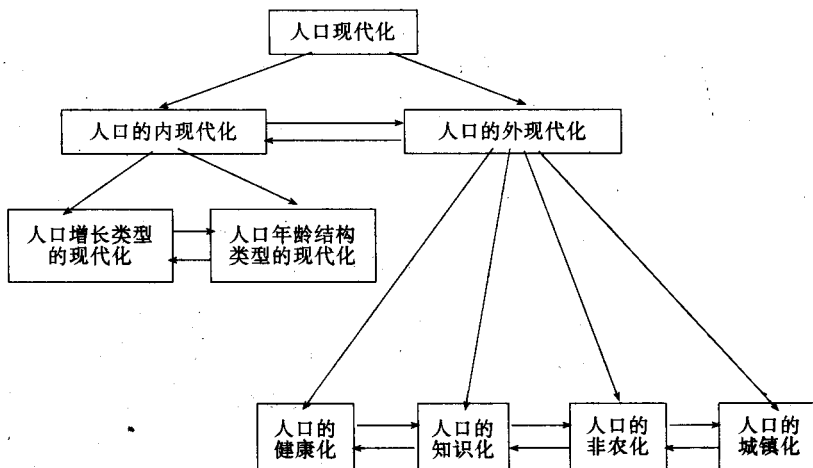 人口现代化
人口的内现代化
人口的外现代化
人口增长类型
的现代化
人口年龄结构
类型的现代化
人口的
健康化
人口的
知识化
人口的
非农化
人口的
城镇化